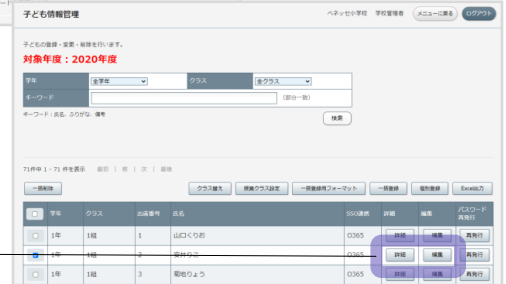 子ども情報管理 ベネッセ小学校 学校管理者 メニューに戻る ログアウト
子どもの登録・変更・削除を行います。
対象年度：2020年度
学年 全学年 クラス 全クラス
キーワード (部分一致)
キーワード：氏名、ふりがな、備考
検索
71件中 1 - 71 件を表示 最初 | 前 | 次 | 最後
一括削除 クラス替え 授業クラス設定 一括登録用フォーマット 一括登録 個別登録 Excel出力
学年 クラス 出席番号 氏名 SSO連携 詳細 編集 パスワード
再発行
1年 1組 1 山口くりお O365 詳細 編集 再発行
1年 1組 2 安井りこ O365 詳細 編集 再発行
1年 1組 3 菊地りょう O365 詳細 編集 再発行